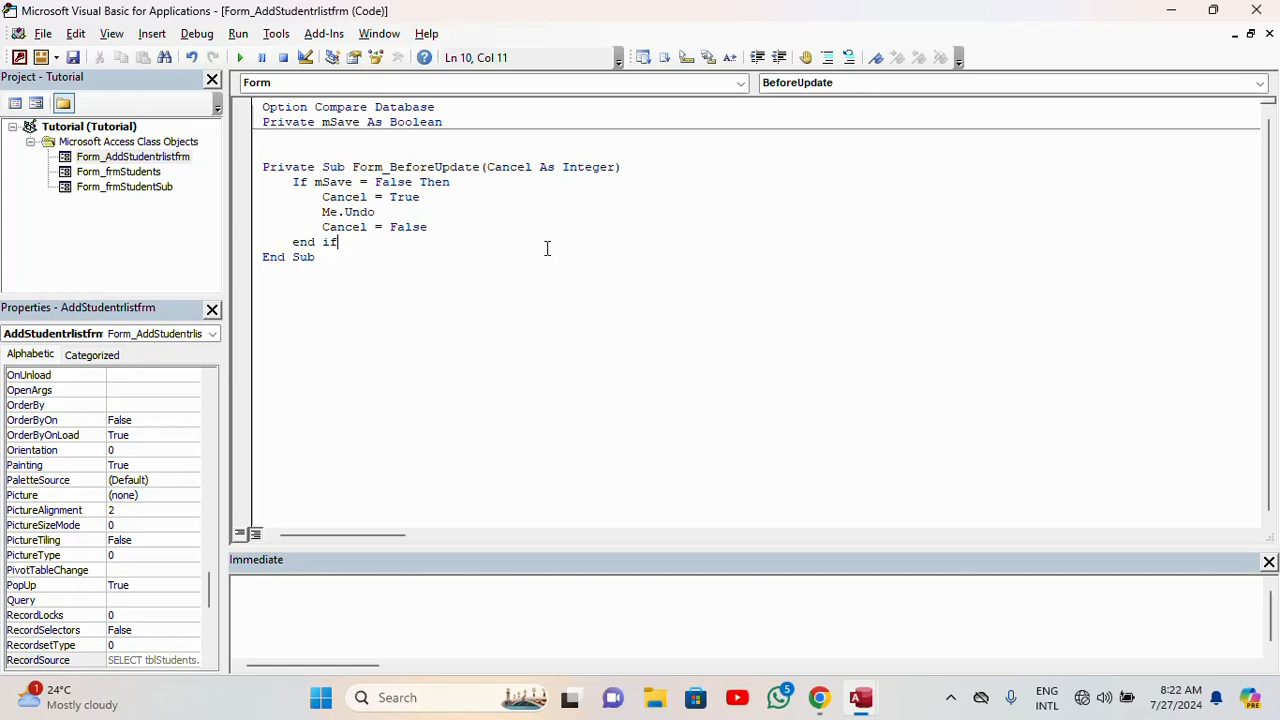 Microsoft Visual Basic for Applications - [Form_AddStudentrlistfrm (Code)]
File Edit View Insert Format Debug Run Tools Add-Ins Window Help
Ln 10, Col 11
Project - Tutorial
Tutorial (Tutorial)
Microsoft Access Class Objects
Form_AddStudentrlistfrm
Form_frmStudents
Form_frmStudentSub
Properties - AddStudentrlistfrm
AddStudentrlistfrm Form_AddStudentrlis
Alphabetic Categorized
OnUnload
OpenArgs
OrderBy
OrderByOn False
OrderByOnLoad True
Orientation 0
Painting True
PaletteSource (Default)
Picture (none)
PictureAlignment 2
PictureSizeMode 0
PictureTiling False
PictureType 0
PivotTableChange
PopUp True
Query
RecordLocks 0
RecordSelectors False
RecordsetType 0
RecordSource SELECT tblStudents.
Form BeforeUpdate
Option Compare Database
Private mSave As Boolean
Private Sub Form_BeforeUpdate(Cancel As Integer)
If mSave = False Then
Cancel = True
Me.Undo
Cancel = False
end if
End Sub
Immediate
1
24°C
Mostly cloudy
Search
5
ENG
INTL
8:22 AM
7/27/2024
PRE